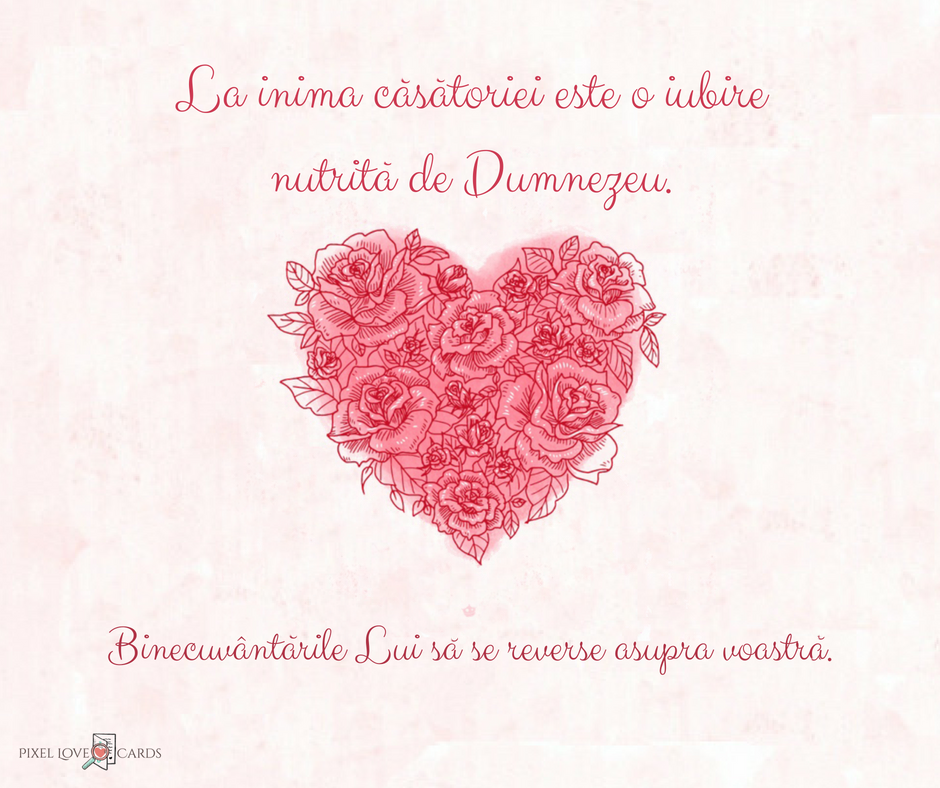 La inima căsătoriei este o iubire
nutrită de Dumnezeu.
Binecuvântările Lui să se reverse asupra voastră.
PIXEL LOVE CARDS